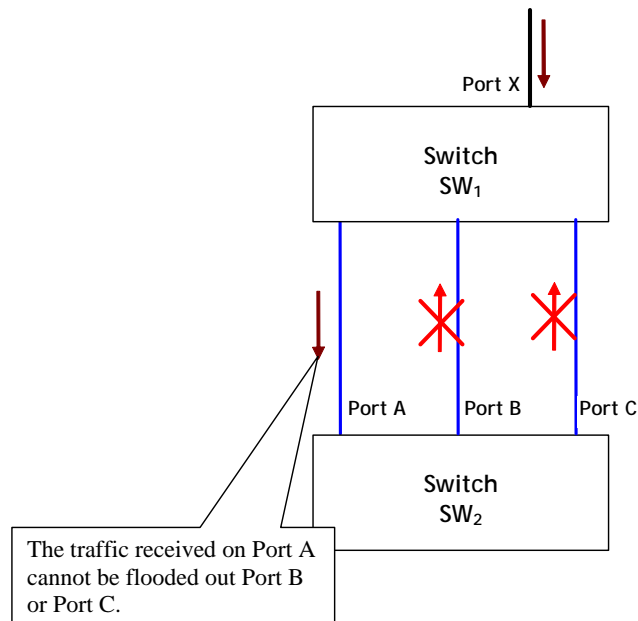 Port X
Switch
SW₁
Port A
Port B
Port C
Switch
SW₂
The traffic received on Port A
cannot be flooded out Port B
or Port C.